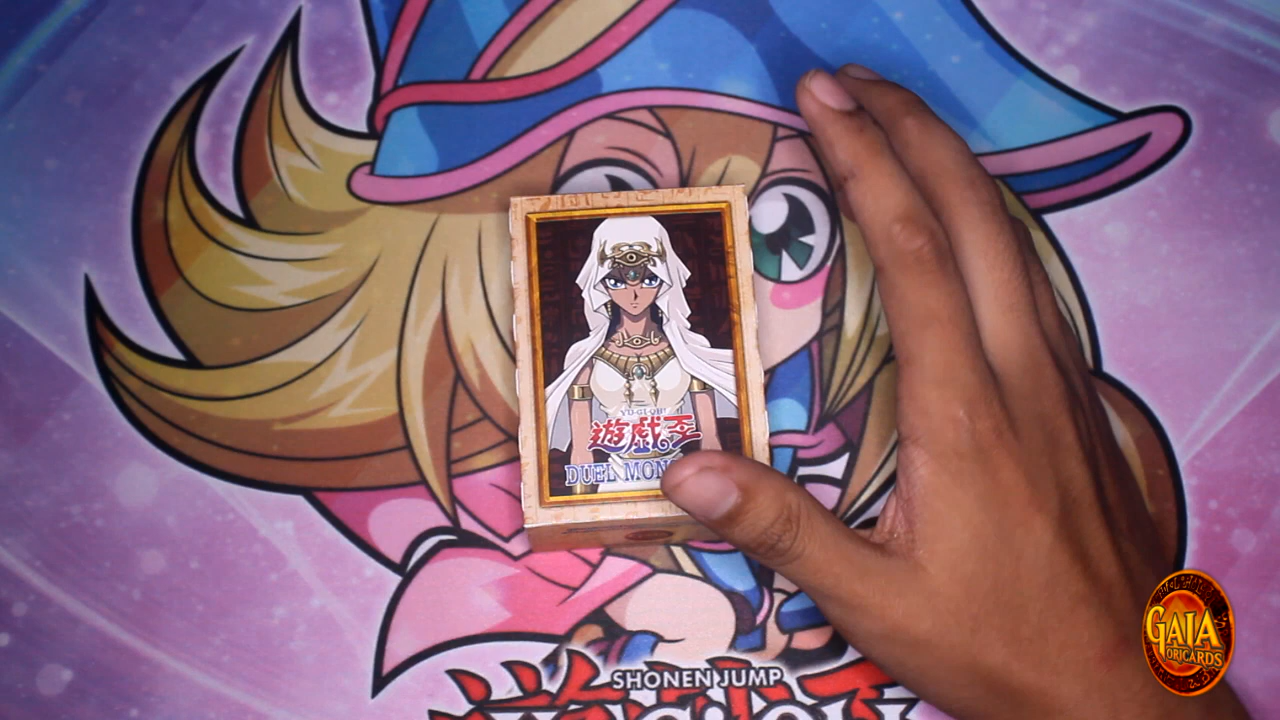 YU-GI-OH!
遊戯王
DUEL MON
SHONEN JUMP
GAIA
ORICARDS